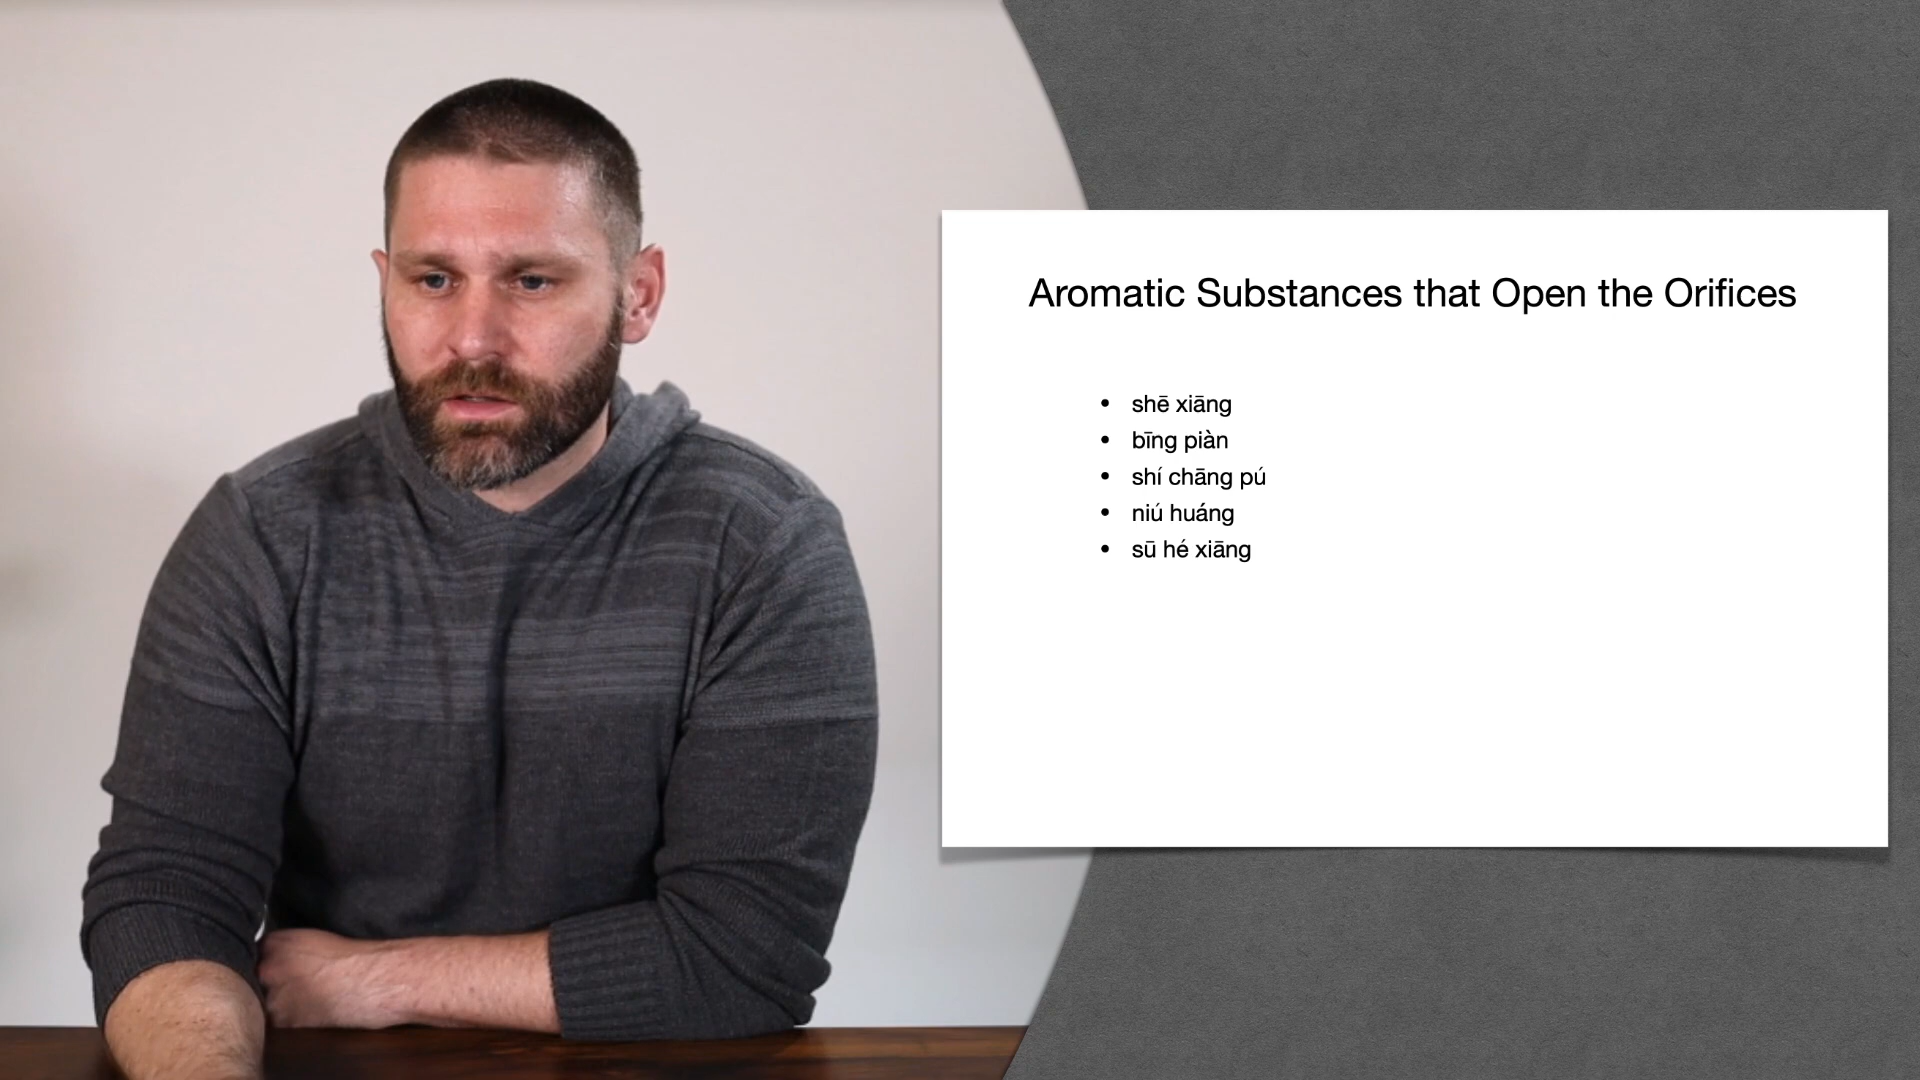 Aromatic Substances that Open the Orifices
• shē xiāng
• bīng piàn
• shí chāng pú
• niú huáng
• sū hé xiāng